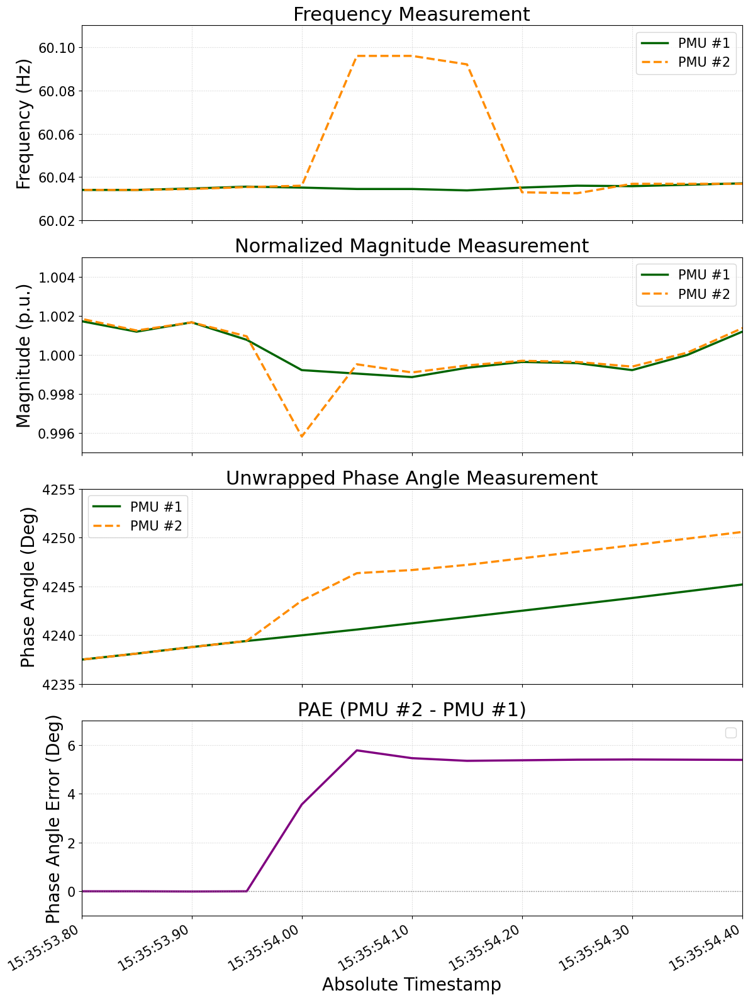 Frequency Measurement
Frequency (Hz)
60.10
60.08
60.06
60.04
60.02
PMU #1
PMU #2
Normalized Magnitude Measurement
Magnitude (p.u.)
1.004
1.002
1.000
0.998
0.996
PMU #1
PMU #2
Unwrapped Phase Angle Measurement
Phase Angle (Deg)
4255
4250
4245
4240
4235
PMU #1
PMU #2
PAE (PMU #2 - PMU #1)
Phase Angle Error (Deg)
6
4
2
0
15:35:53.80
15:35:53.90
15:35:54.00
15:35:54.10
15:35:54.20
15:35:54.30
15:35:54.40
Absolute Timestamp